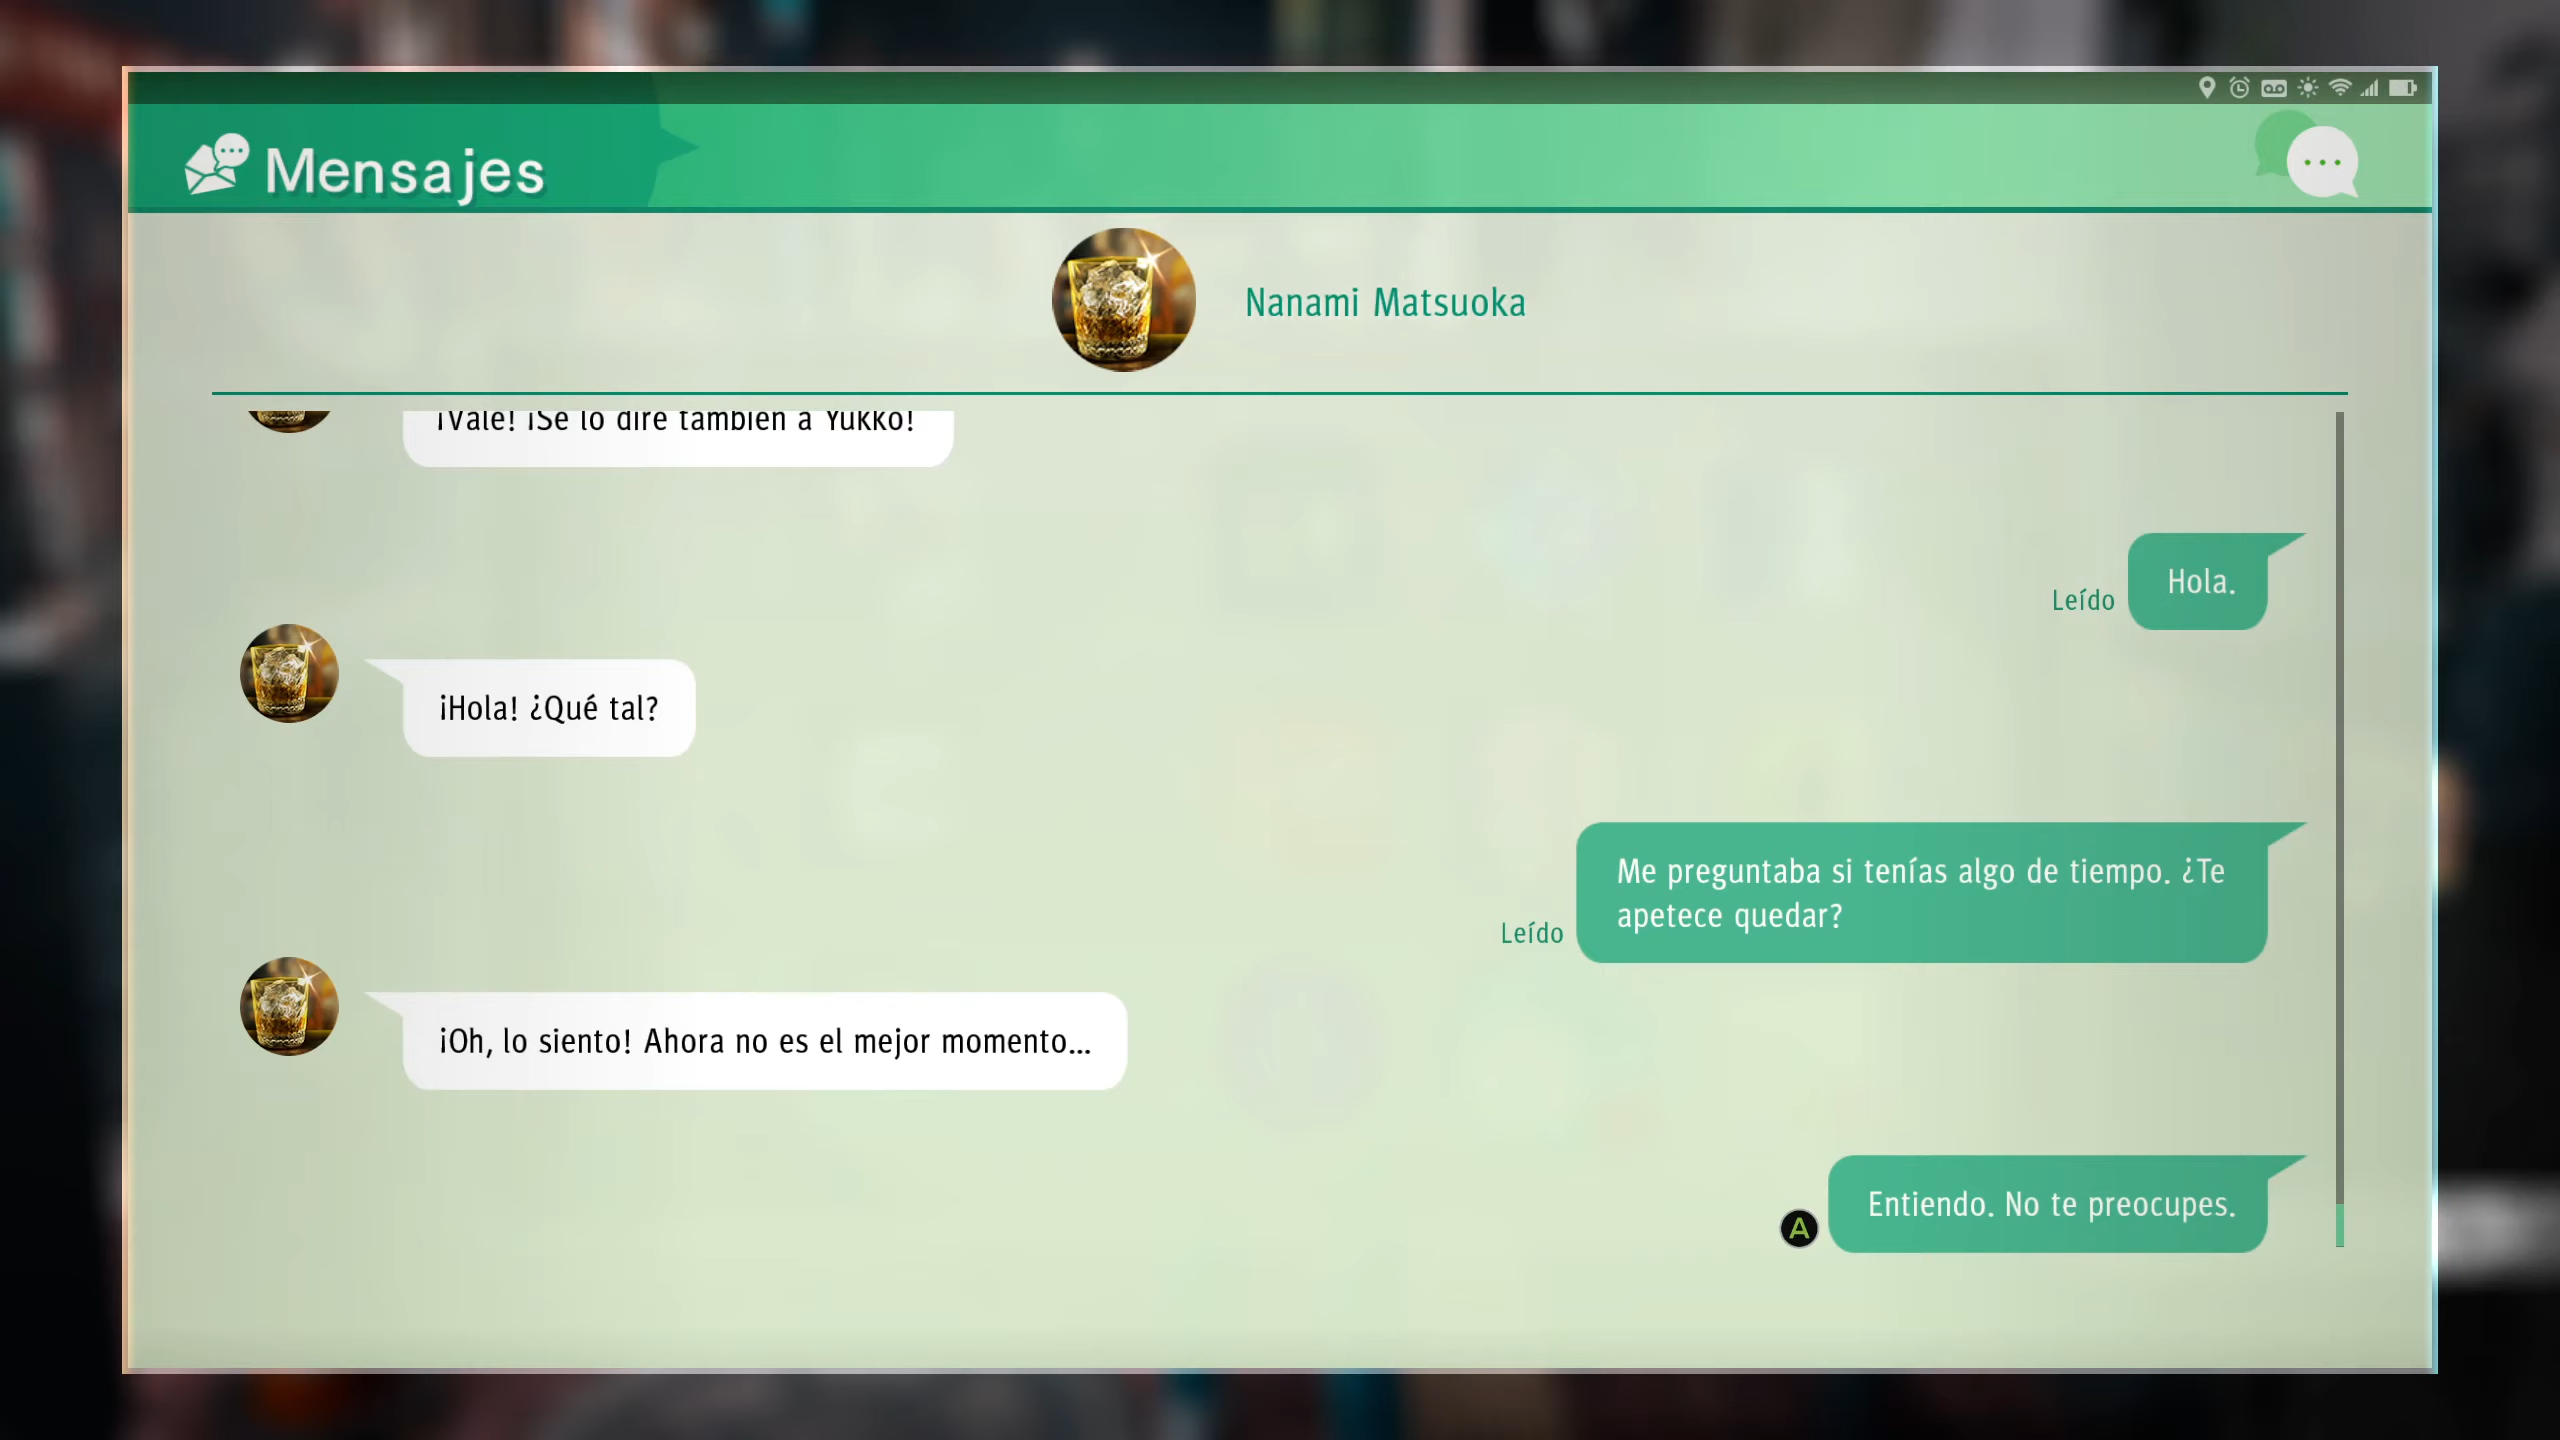 Mensajes
Nanami Matsuoka
¡Vale! ¡Se lo diré también a Yukko!
Hola.
Leído
¡Hola! ¿Qué tal?
Me preguntaba si tenías algo de tiempo. ¿Te
apetece quedar?
Leído
¡Oh, lo siento! Ahora no es el mejor momento...
Entiendo. No te preocupes.
A